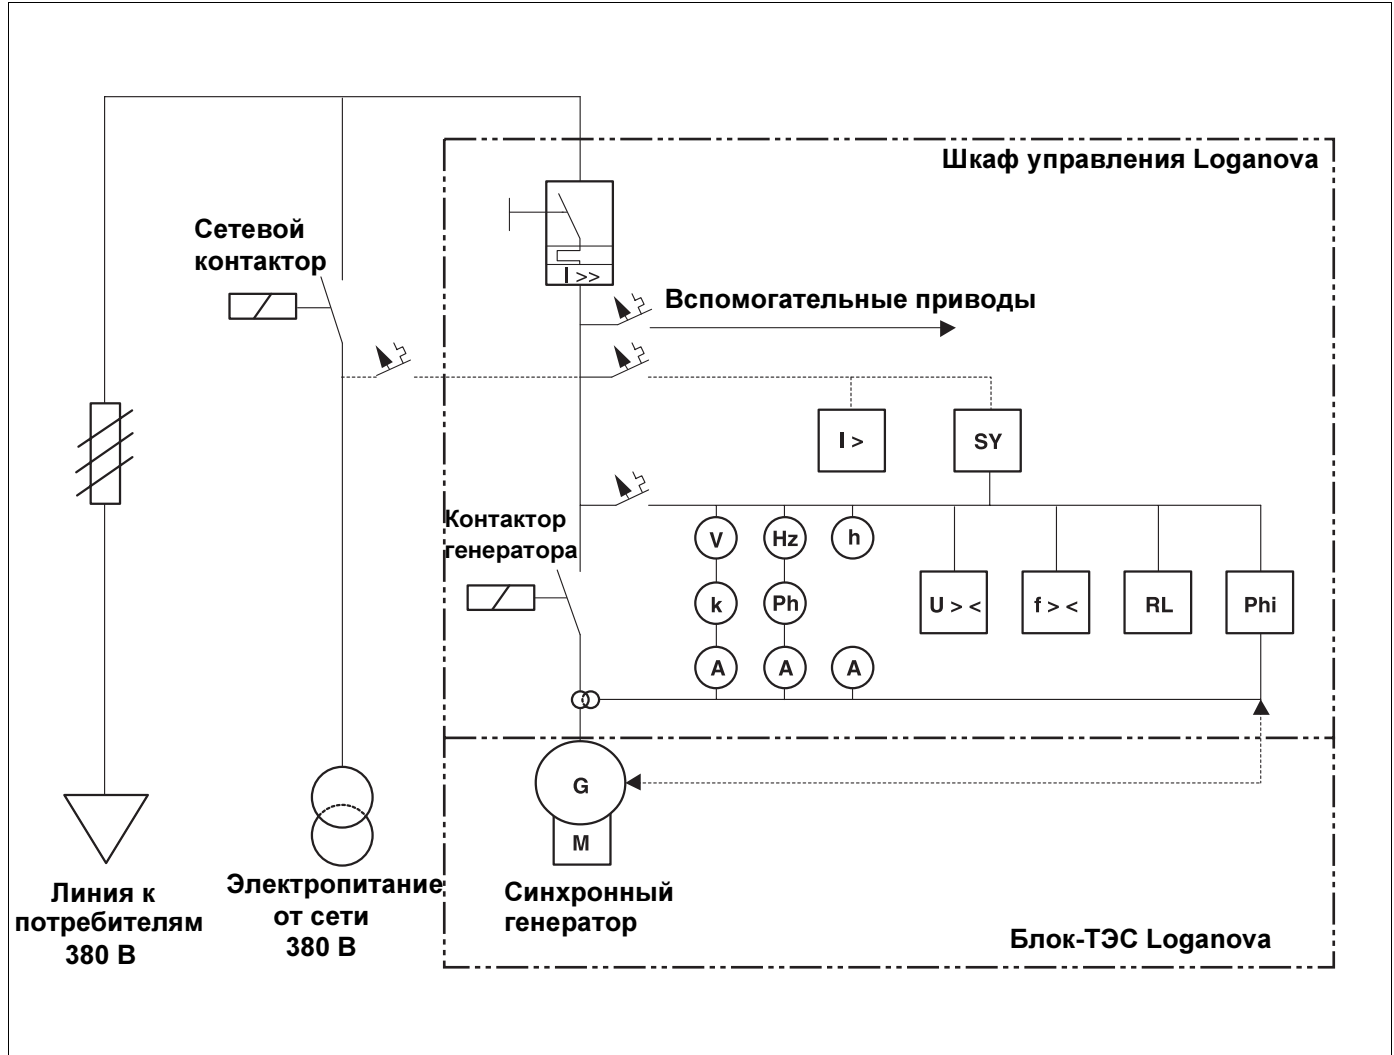 Шкаф управления Loganova
Сетевой
контактор
I >>
Вспомогательные приводы
I >
SY
Контактор
генератора
V
Hz
h
k
Ph
U > <
f > <
RL
Phi
A
A
A
G
M
Линия к
потребителям
380 В
Электропитание
от сети
380 В
Синхронный
генератор
Блок-ТЭС Loganova